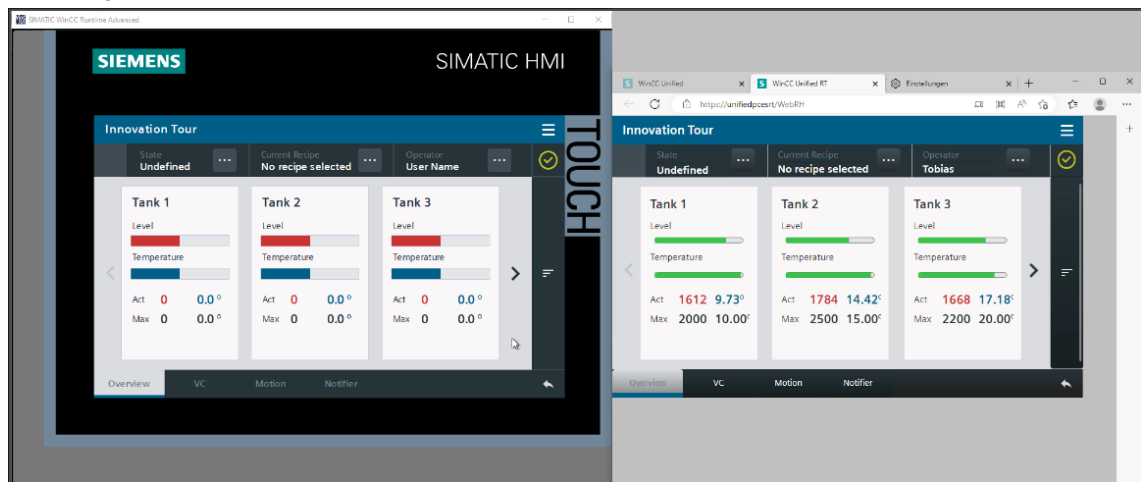 SIMATIC WinCC Runtime Advanced
SIEMENS
SIMATIC HMI
TOUCH
Innovation Tour
State
Undefined
...
Current Recipe
No recipe selected
...
Operator
User Name
...
Tank 1
Level
Temperature
Act 0 0.0 °
Max 0 0.0 °
Tank 2
Level
Temperature
Act 0 0.0 °
Max 0 0.0 °
Tank 3
Level
Temperature
Act 0 0.0 °
Max 0 0.0 °
Overview VC Motion Notifier
WinCC Unified
WinCC Unified RT
Einstellungen
https://unifiedpcesrt/WebRH
Innovation Tour
State
Undefined
...
Current Recipe
No recipe selected
...
Operator
Tobias
...
Tank 1
Level
Temperature
Act 1612 9.73°
Max 2000 10.00°
Tank 2
Level
Temperature
Act 1784 14.42°
Max 2500 15.00°
Tank 3
Level
Temperature
Act 1668 17.18°
Max 2200 20.00°
Overview VC Motion Notifier